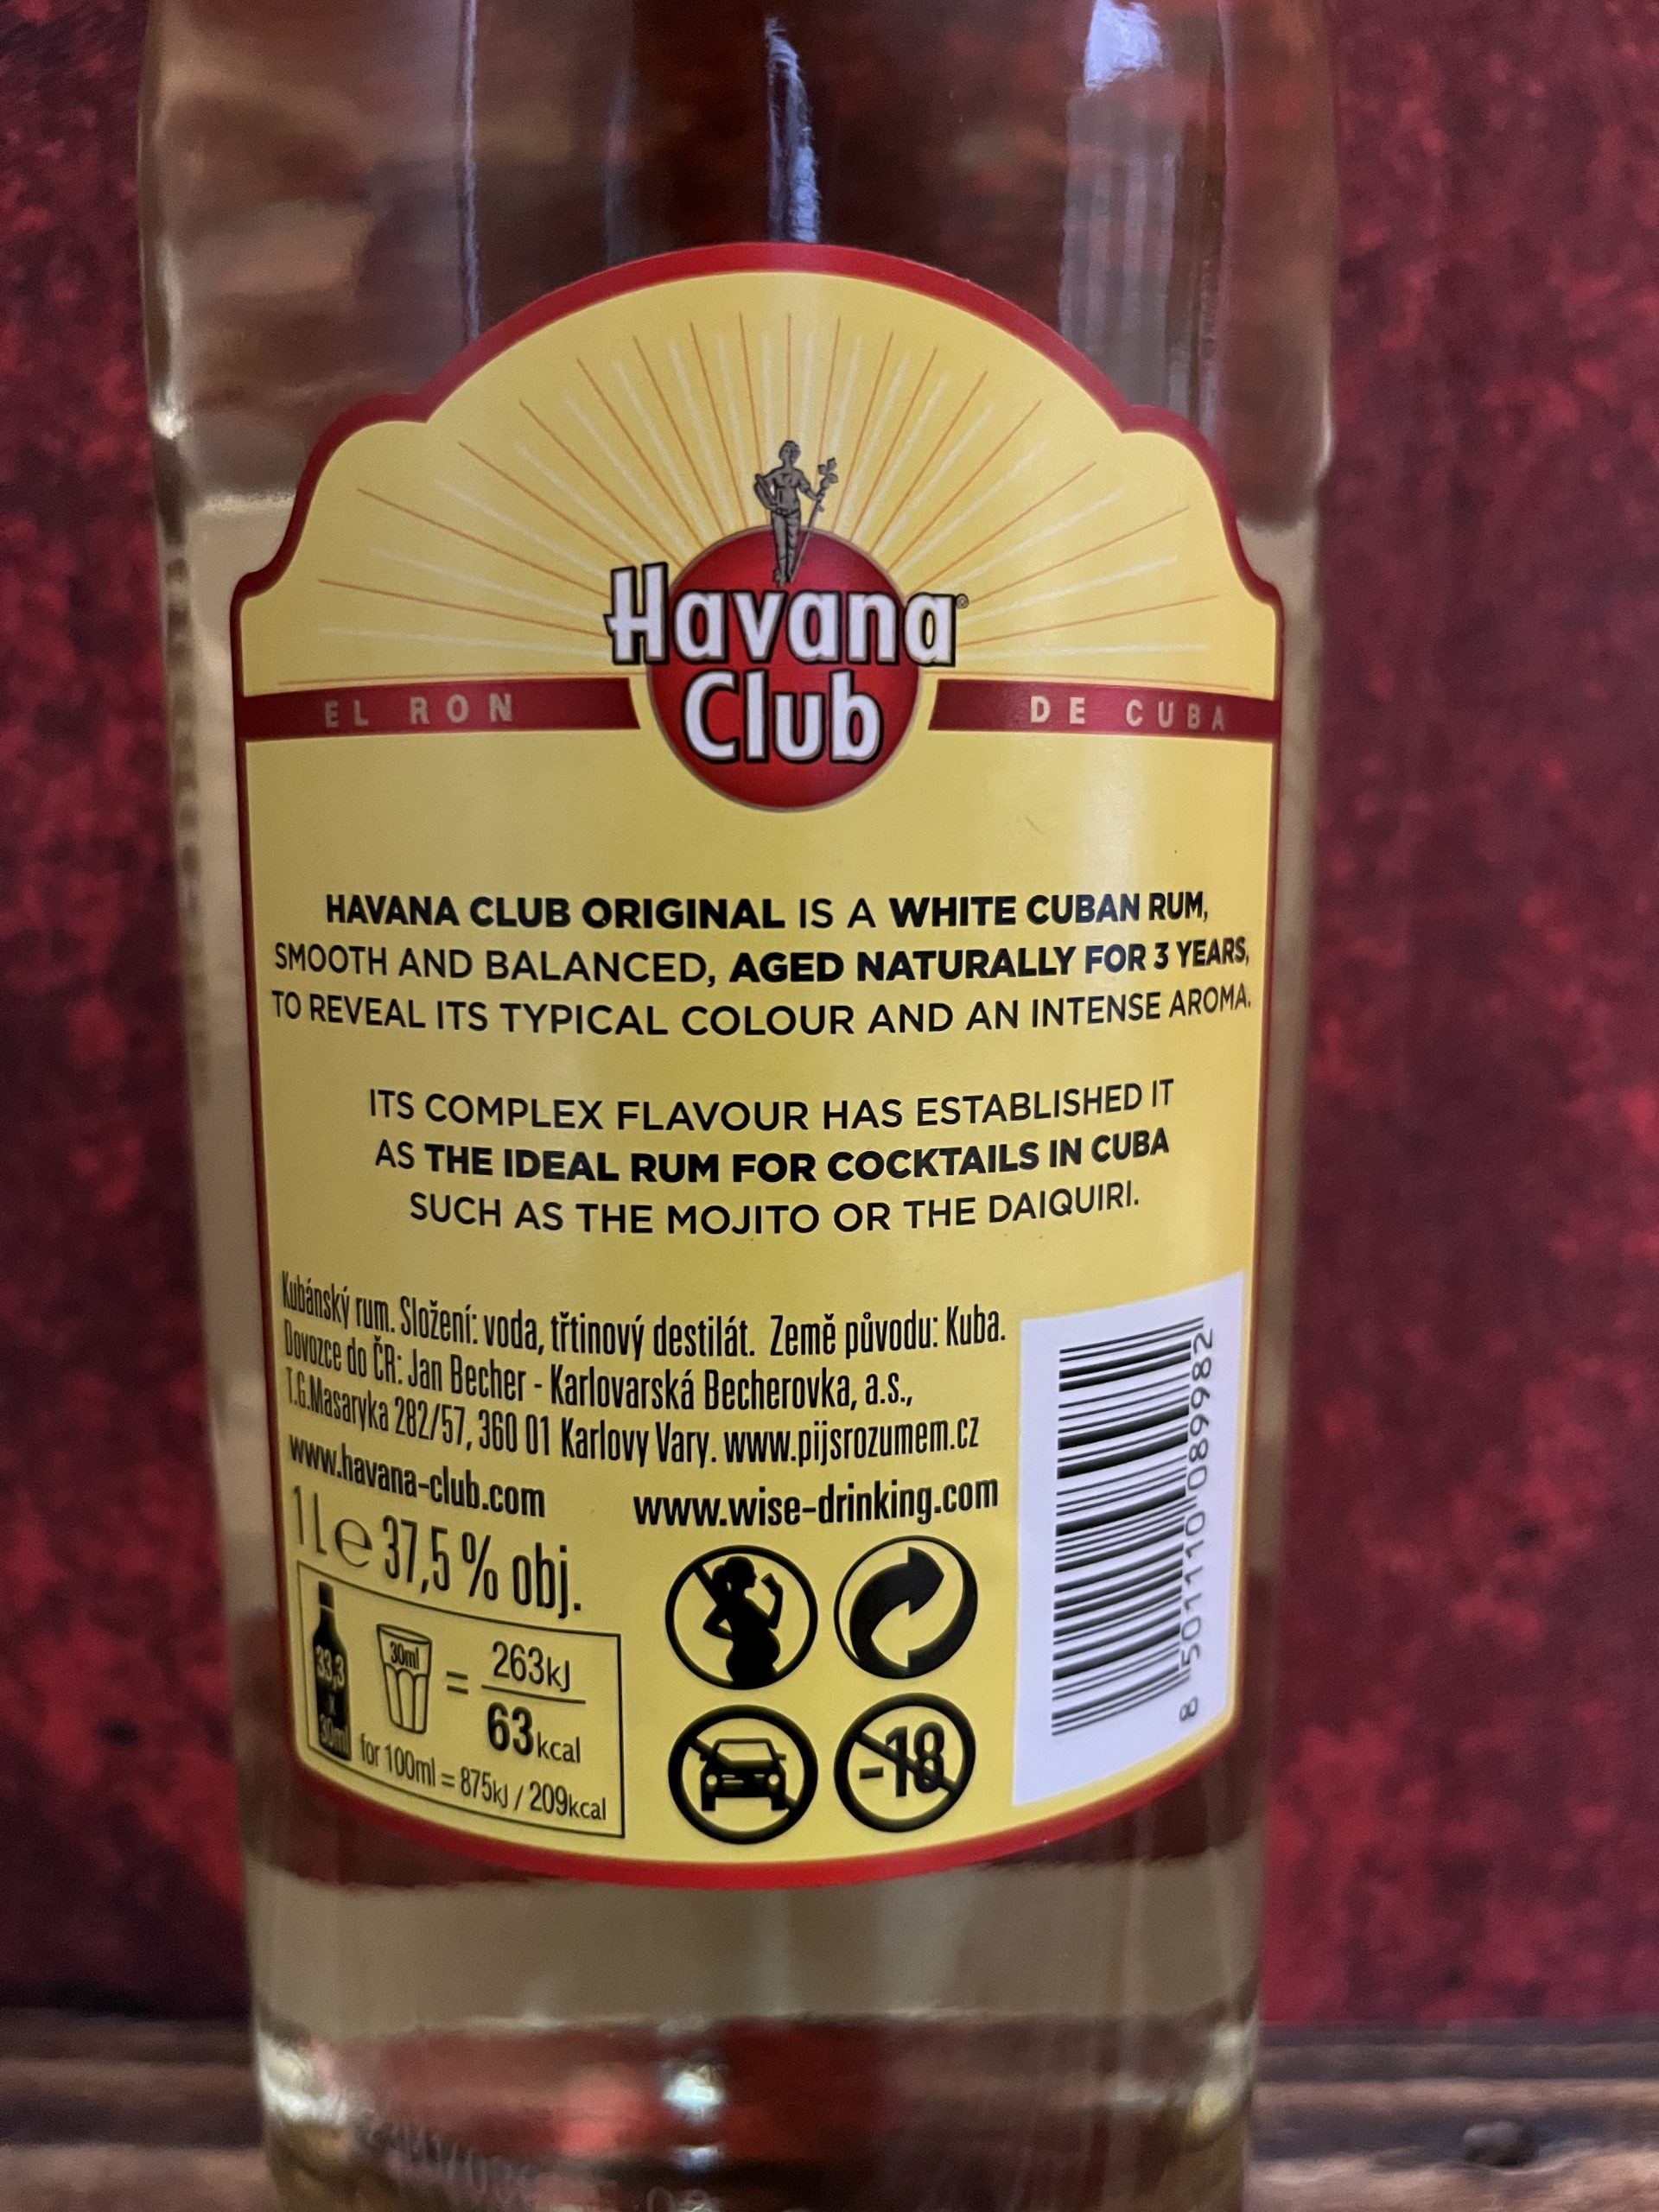 Havana®
Club
EL RON DE CUBA
HAVANA CLUB ORIGINAL IS A WHITE CUBAN RUM,
SMOOTH AND BALANCED, AGED NATURALLY FOR 3 YEARS,
TO REVEAL ITS TYPICAL COLOUR AND AN INTENSE AROMA.
ITS COMPLEX FLAVOUR HAS ESTABLISHED IT
AS THE IDEAL RUM FOR COCKTAILS IN CUBA
SUCH AS THE MOJITO OR THE DAIQUIRI.
Kubánský rum. Složení: voda, třtinový destilát. Země původu: Kuba.
Dovozce do ČR: Jan Becher - Karlovarská Becherovka, a.s.,
T.G.Masaryka 282/57, 360 01 Karlovy Vary. www.pijsrozumem.cz
www.havana-club.com www.wise-drinking.com
1 L e 37,5 % obj.
33,3
x
30ml
30ml
=
263kJ
63kcal
for 100ml = 875kJ / 209kcal
-18
8 501110 089982